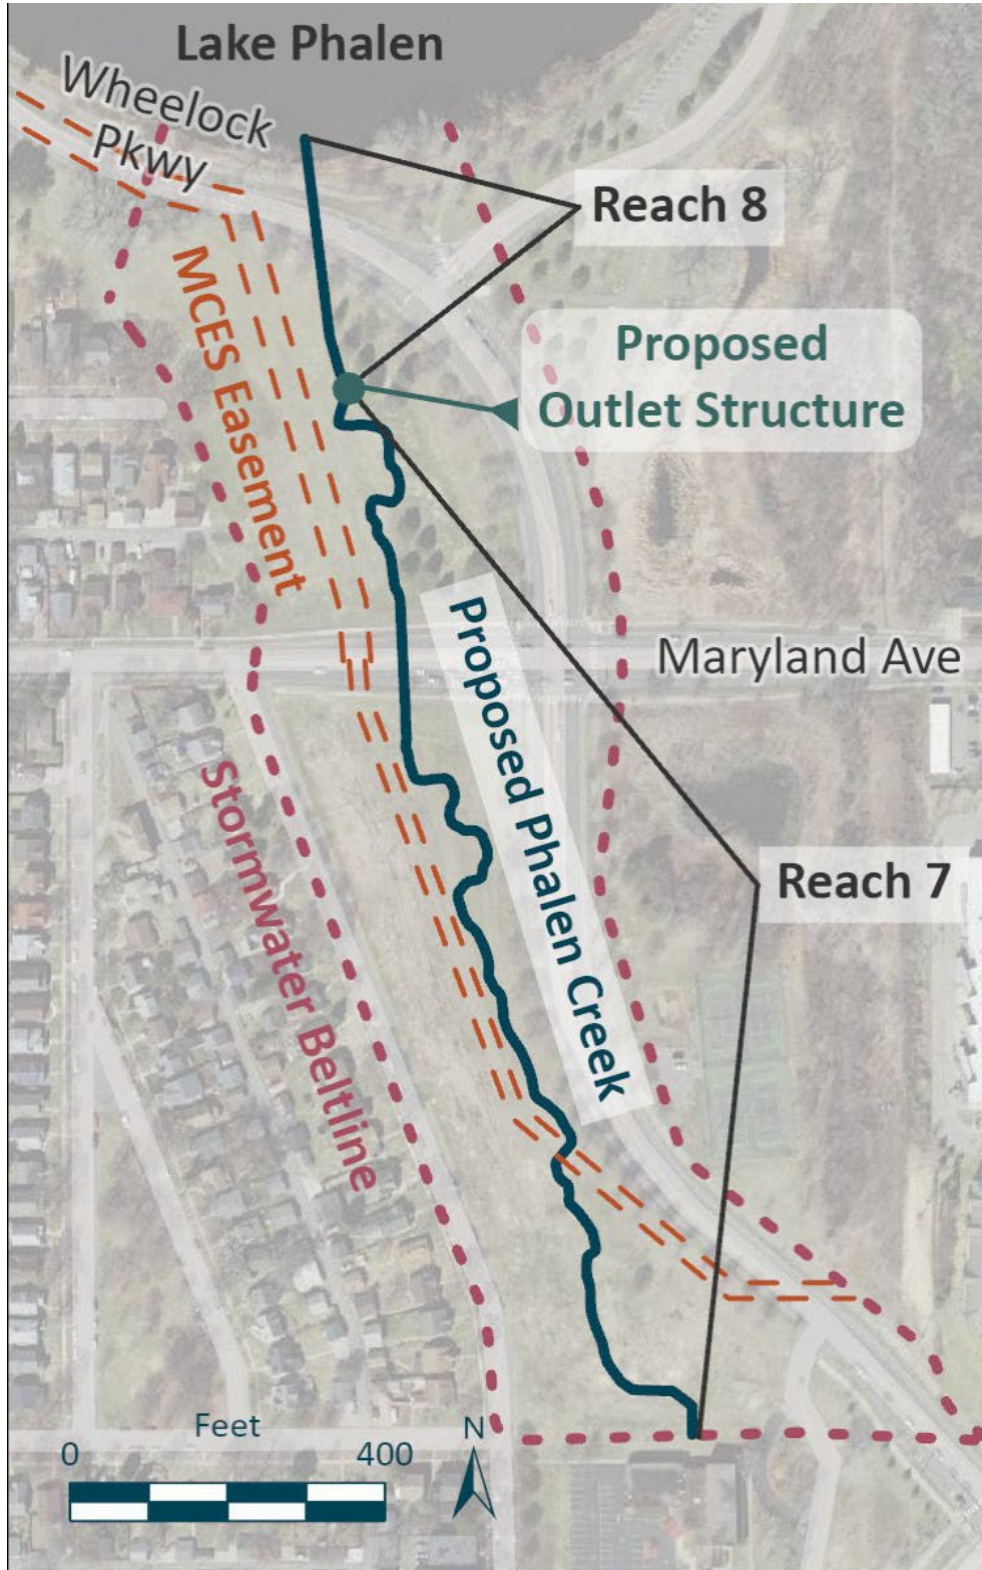 Lake Phalen
Wheelock
Pkwy
Reach 8
MCES Easement
Proposed
Outlet Structure
Proposed Phalen Creek
Maryland Ave
Stormwater Beltline
Reach 7
Feet
0 400
N